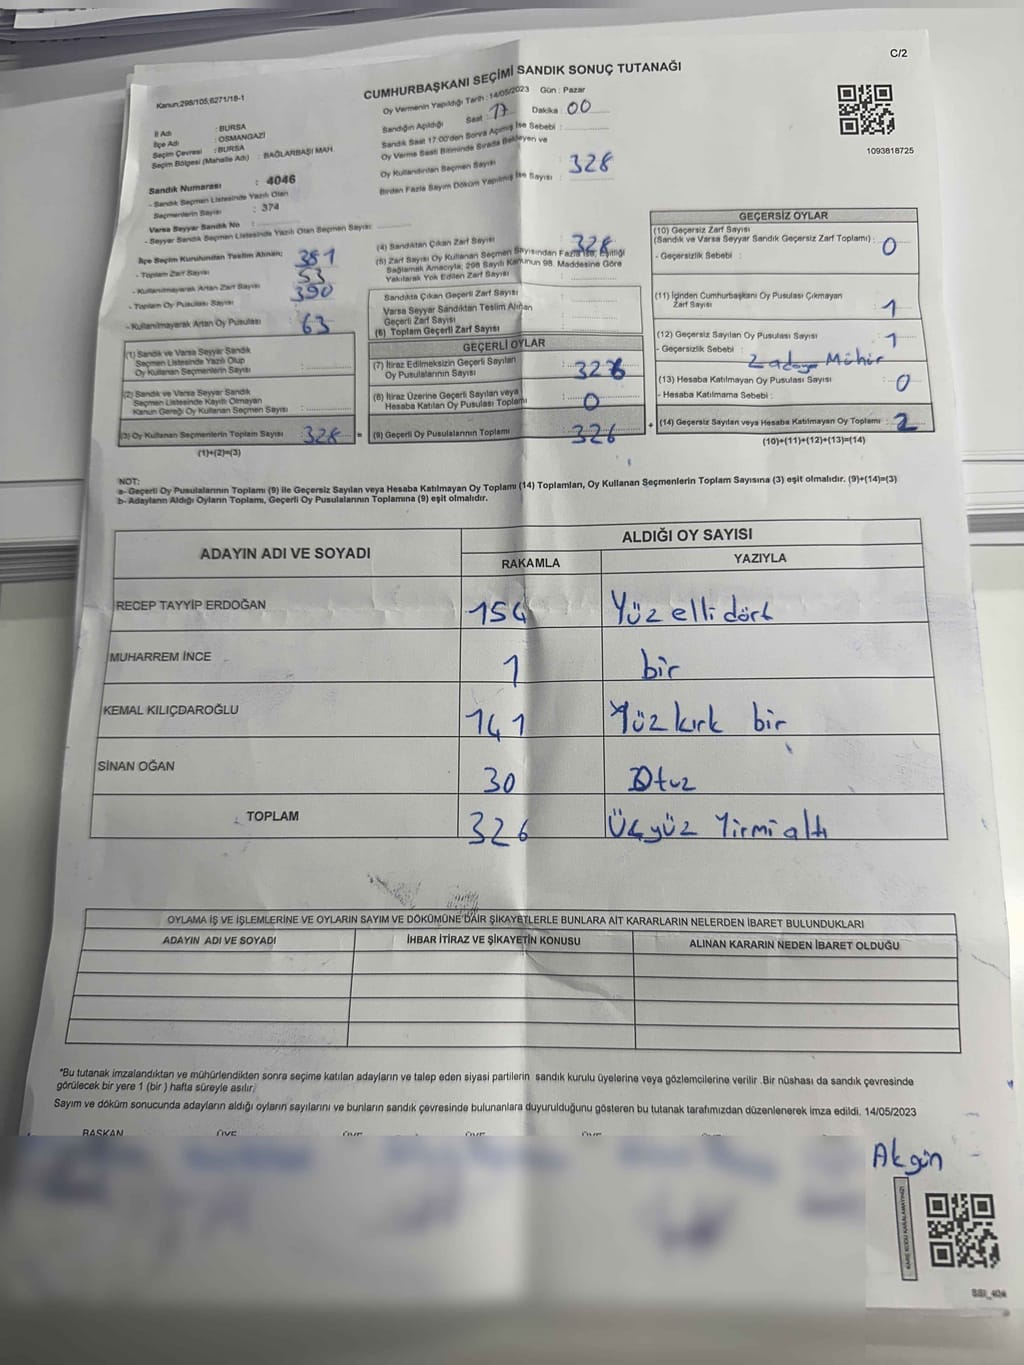 C/2
CUMHURBAŞKANI SEÇİMİ SANDIK SONUÇ TUTANAĞI
Kanun;298/105;6271/18-1
Oy Vermenin Yapıldığı Tarih : 14/05/2023 Gün : Pazar
Sandığın Açıldığı Saat : 17 Dakika : 00
Sandık Saat 17:00'den Sonra Açılmış İse Sebebi :
Oy Verme Saati Bitiminde Sırada Bekleyen ve
Oy Kullandırılan Seçmen Sayısı
328
Birden Fazla Sayım Döküm Yapılmış İse Sayısı :
1093818725
İl Adı : BURSA
İlçe Adı : OSMANGAZİ
Seçim Çevresi : BURSA
Seçim Bölgesi (Mahalle Adı) : BAĞLARBAŞI MAH.
Sandık Numarası : 4046
- Sandık Seçmen Listesinde Yazılı Olan
Seçmenlerin Sayısı : 374
Varsa Seyyar Sandık No :
- Seyyar Sandık Seçmen Listesinde Yazılı Olan Seçmen Sayısı:
İlçe Seçim Kurulundan Teslim Alınan;
- Toplam Zarf Sayısı 381
- Kullanılmayarak Artan Zarf Sayısı 53
- Toplam Oy Pusulası Sayısı 390
- Kullanılmayarak Artan Oy Pusulası 63
(1) Sandık ve Varsa Seyyar Sandık
Seçmen Listesinde Yazılı Olup
Oy Kullanan Seçmenlerin Sayısı :
(2) Sandık ve Varsa Seyyar Sandık
Seçmen Listesinde Kayıtlı Olmayan
Kanun Gereği Oy Kullanan Seçmen Sayısı :
(3) Oy Kullanan Seçmenlerin Toplam Sayısı 328 =
(1)+(2)=(3)
(4) Sandıktan Çıkan Zarf Sayısı 328
(5) Zarf Sayısı Oy Kullanan Seçmen Sayısından Fazla İse, Eşitliği
Sağlamak Amacıyla; 298 Sayılı Kanunun 98. Maddesine Göre
Yakılarak Yok Edilen Zarf Sayısı :
Sandıkta Çıkan Geçerli Zarf Sayısı
Varsa Seyyar Sandıktan Teslim Alınan
Geçerli Zarf Sayısı
(6) Toplam Geçerli Zarf Sayısı
GEÇERLİ OYLAR
(7) İtiraz Edilmeksizin Geçerli Sayılan
Oy Pusulalarının Sayısı : 326
(8) İtiraz Üzerine Geçerli Sayılan veya
Hesaba Katılan Oy Pusulası Toplamı : 0
(9) Geçerli Oy Pusulalarının Toplamı 326 +
GEÇERSİZ OYLAR
(10) Geçersiz Zarf Sayısı
(Sandık ve Varsa Seyyar Sandık Geçersiz Zarf Toplamı) : 0
- Geçersizlik Sebebi :
(11) İçinden Cumhurbaşkanı Oy Pusulası Çıkmayan
Zarf Sayısı : 1
(12) Geçersiz Sayılan Oy Pusulası Sayısı : 1
- Geçersizlik Sebebi : 2 adaya Mühür
(13) Hesaba Katılmayan Oy Pusulası Sayısı : 0
- Hesaba Katılmama Sebebi :
(14) Geçersiz Sayılan veya Hesaba Katılmayan Oy Toplamı : 2
(10)+(11)+(12)+(13)=(14)
NOT:
a- Geçerli Oy Pusulalarının Toplamı (9) ile Geçersiz Sayılan veya Hesaba Katılmayan Oy Toplamı (14) Toplamları, Oy Kullanan Seçmenlerin Toplam Sayısına (3) eşit olmalıdır. (9)+(14)=(3)
b- Adayların Aldığı Oyların Toplamı, Geçerli Oy Pusulalarının Toplamına (9) eşit olmalıdır.
ADAYIN ADI VE SOYADI
ALDIĞI OY SAYISI
RAKAMLA YAZIYLA
RECEP TAYYİP ERDOĞAN 154 Yüz elli dört
MUHARREM İNCE 1 bir
KEMAL KILIÇDAROĞLU 141 Yüz kırk bir
SİNAN OĞAN 30 Otuz
TOPLAM 326 Üçyüz Yirmi altı
OYLAMA İŞ VE İŞLEMLERİNE VE OYLARIN SAYIM VE DÖKÜMÜNE DAİR ŞİKAYETLERLE BUNLARA AİT KARARLARIN NELERDEN İBARET BULUNDUKLARI
ADAYIN ADI VE SOYADI İHBAR İTİRAZ VE ŞİKAYETİN KONUSU ALINAN KARARIN NEDEN İBARET OLDUĞU
*Bu tutanak imzalandıktan ve mühürlendikten sonra seçime katılan adayların ve talep eden siyasi partilerin sandık kurulu üyelerine veya gözlemcilerine verilir .Bir nüshası da sandık çevresinde
görülecek bir yere 1 (bir ) hafta süreyle asılır.
Sayım ve döküm sonucunda adayların aldığı oyların sayılarını ve bunların sandık çevresinde bulunanlara duyurulduğunu gösteren bu tutanak tarafımızdan düzenlenerek imza edildi. 14/05/2023
BAŞKAN ÜYE ÜYE ÜYE ÜYE
Akgün
KARE KODU KARALAMAYINIZ!